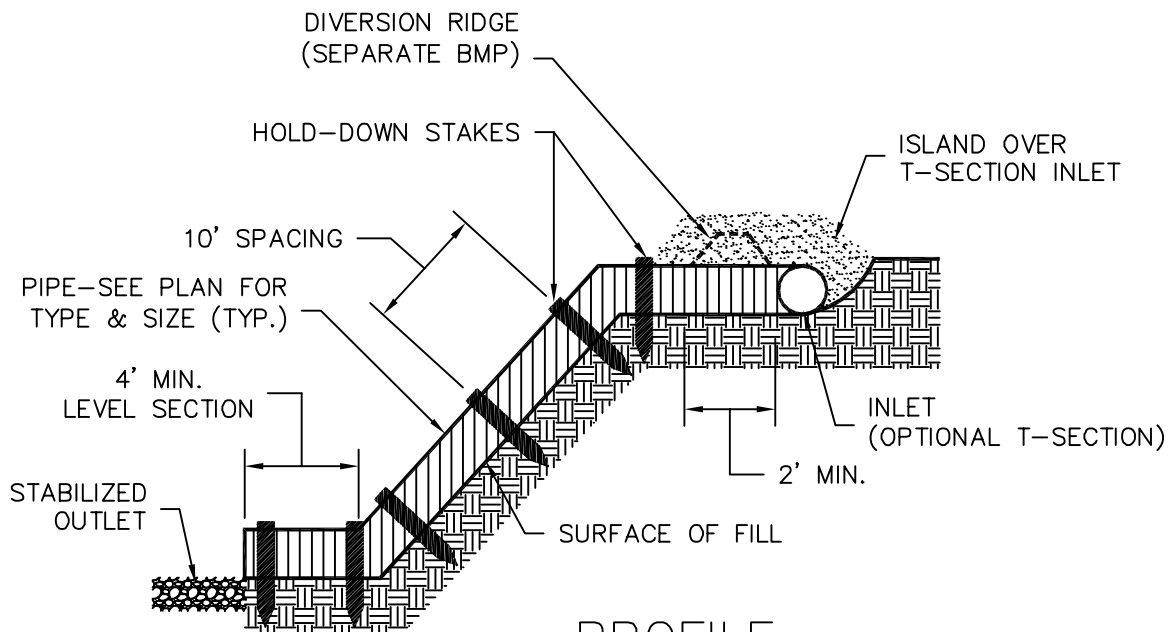 DIVERSION RIDGE
(SEPARATE BMP)
HOLD-DOWN STAKES
ISLAND OVER
T-SECTION INLET
10' SPACING
PIPE-SEE PLAN FOR
TYPE & SIZE (TYP.)
4' MIN.
LEVEL SECTION
INLET
(OPTIONAL T-SECTION)
2' MIN.
STABILIZED
OUTLET
SURFACE OF FILL
PROFILE